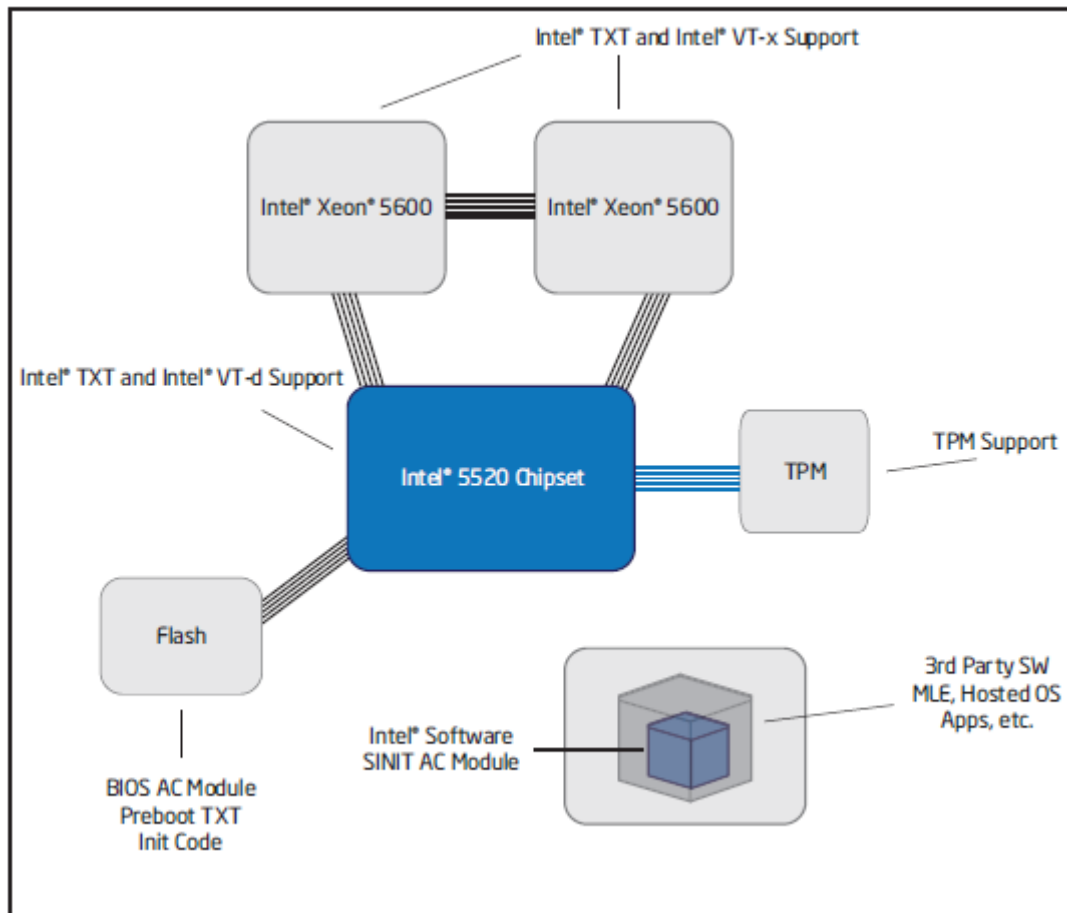 Intel® TXT and Intel® VT-x Support
Intel® Xeon® 5600
Intel® Xeon® 5600
Intel® TXT and Intel® VT-d Support
Intel® 5520 Chipset
TPM
TPM Support
Flash
BIOS AC Module
Preboot TXT
Init Code
Intel® Software
SINIT AC Module
3rd Party SW
MLE, Hosted OS
Apps, etc.